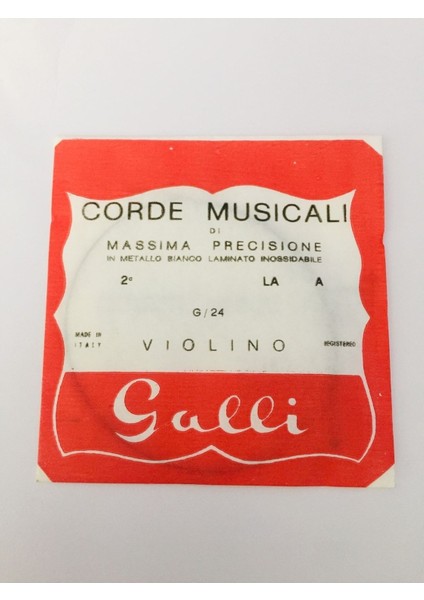 CORDE MUSICALI
DI
MASSIMA PRECISIONE
IN METALLO BIANCO LAMINATO INOSSIDABILE
2ª LA A
G/24
MADE IN
ITALY
VIOLINO
REGISTERED
Galli